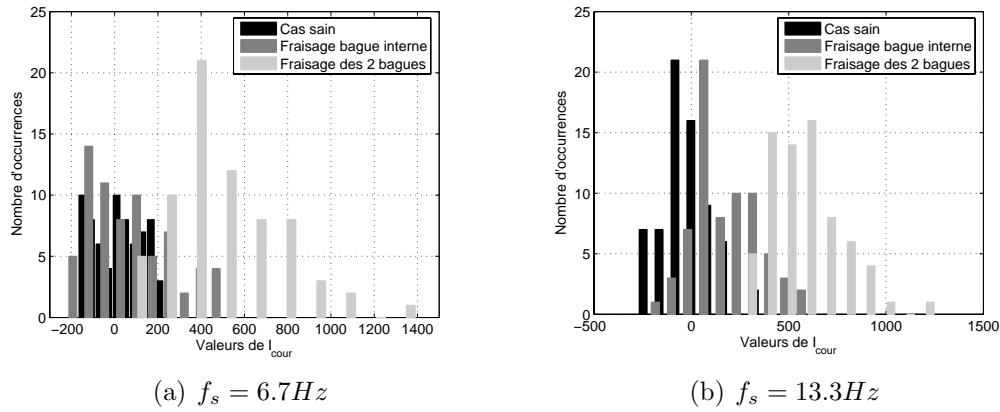 25
20
15
10
5
0
Nombre d'occurrences
Cas sain
Fraisage bague interne
Fraisage des 2 bagues
−200 0 200 400 600 800 1000 1200 1400
Valeurs de I_cour
(a) f_s = 6.7Hz
25
20
15
10
5
0
Nombre d'occurrences
Cas sain
Fraisage bague interne
Fraisage des 2 bagues
−500 0 500 1000 1500
Valeurs de I_cour
(b) f_s = 13.3Hz